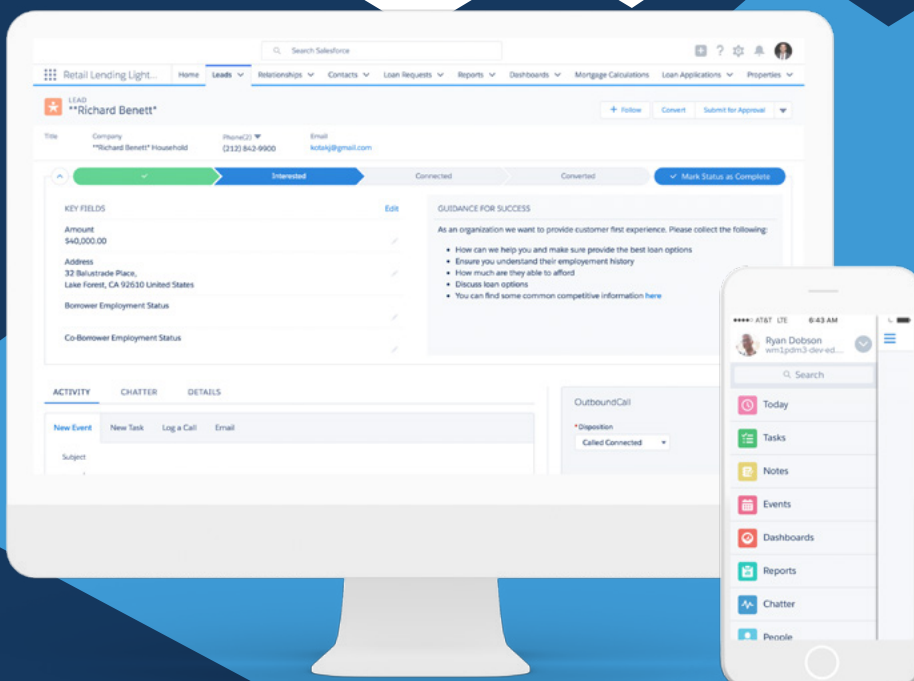 Search Salesforce
Retail Lending Light... Home Leads Relationships Contacts Loan Requests Reports Dashboards Mortgage Calculations Loan Applications Properties
LEAD
**Richard Benett*
+ Follow Convert Submit for Approval
Title Company Phone(2) Email
**Richard Benett* Household (212) 842-9900 kotakj@gmail.com
Interested Connected Converted Mark Status as Complete
KEY FIELDS Edit
Amount
$40,000.00
Address
32 Balustrade Place,
Lake Forest, CA 92610 United States
Borrower Employment Status
Co-Borrower Employment Status
GUIDANCE FOR SUCCESS
As an organization we want to provide customer first experience. Please collect the following:
• How can we help you and make sure provide the best loan options
• Ensure you understand their employement history
• How much are they able to afford
• Discuss loan options
• You can find some common competitive information here
ACTIVITY CHATTER DETAILS
New Event New Task Log a Call Email
Subject
OutboundCall
*Disposition
Called Connected
AT&T LTE 6:43 AM
Ryan Dobson
wm1pdm3-dev-ed...
Search
Today
Tasks
Notes
Events
Dashboards
Reports
Chatter
People